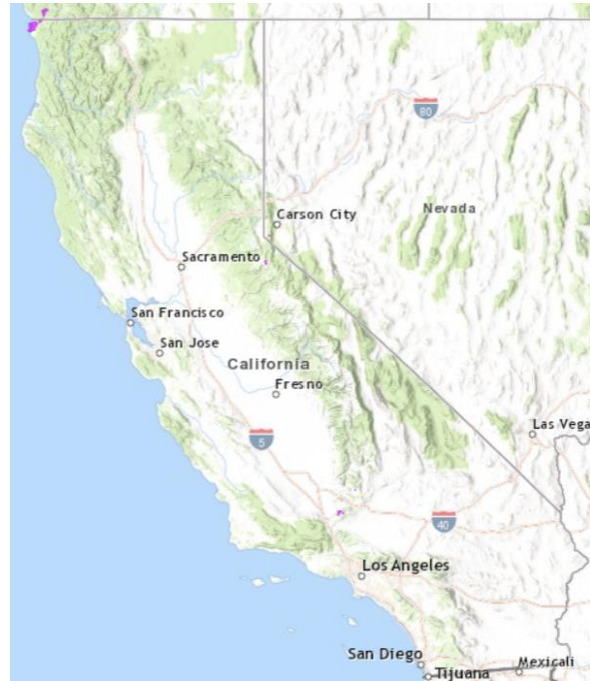 80
Carson City
Nevada
Sacramento
San Francisco
San Jose
California
Fresno
5
Las Vega
40
Los Angeles
San Diego
Mexicali
Tijuana